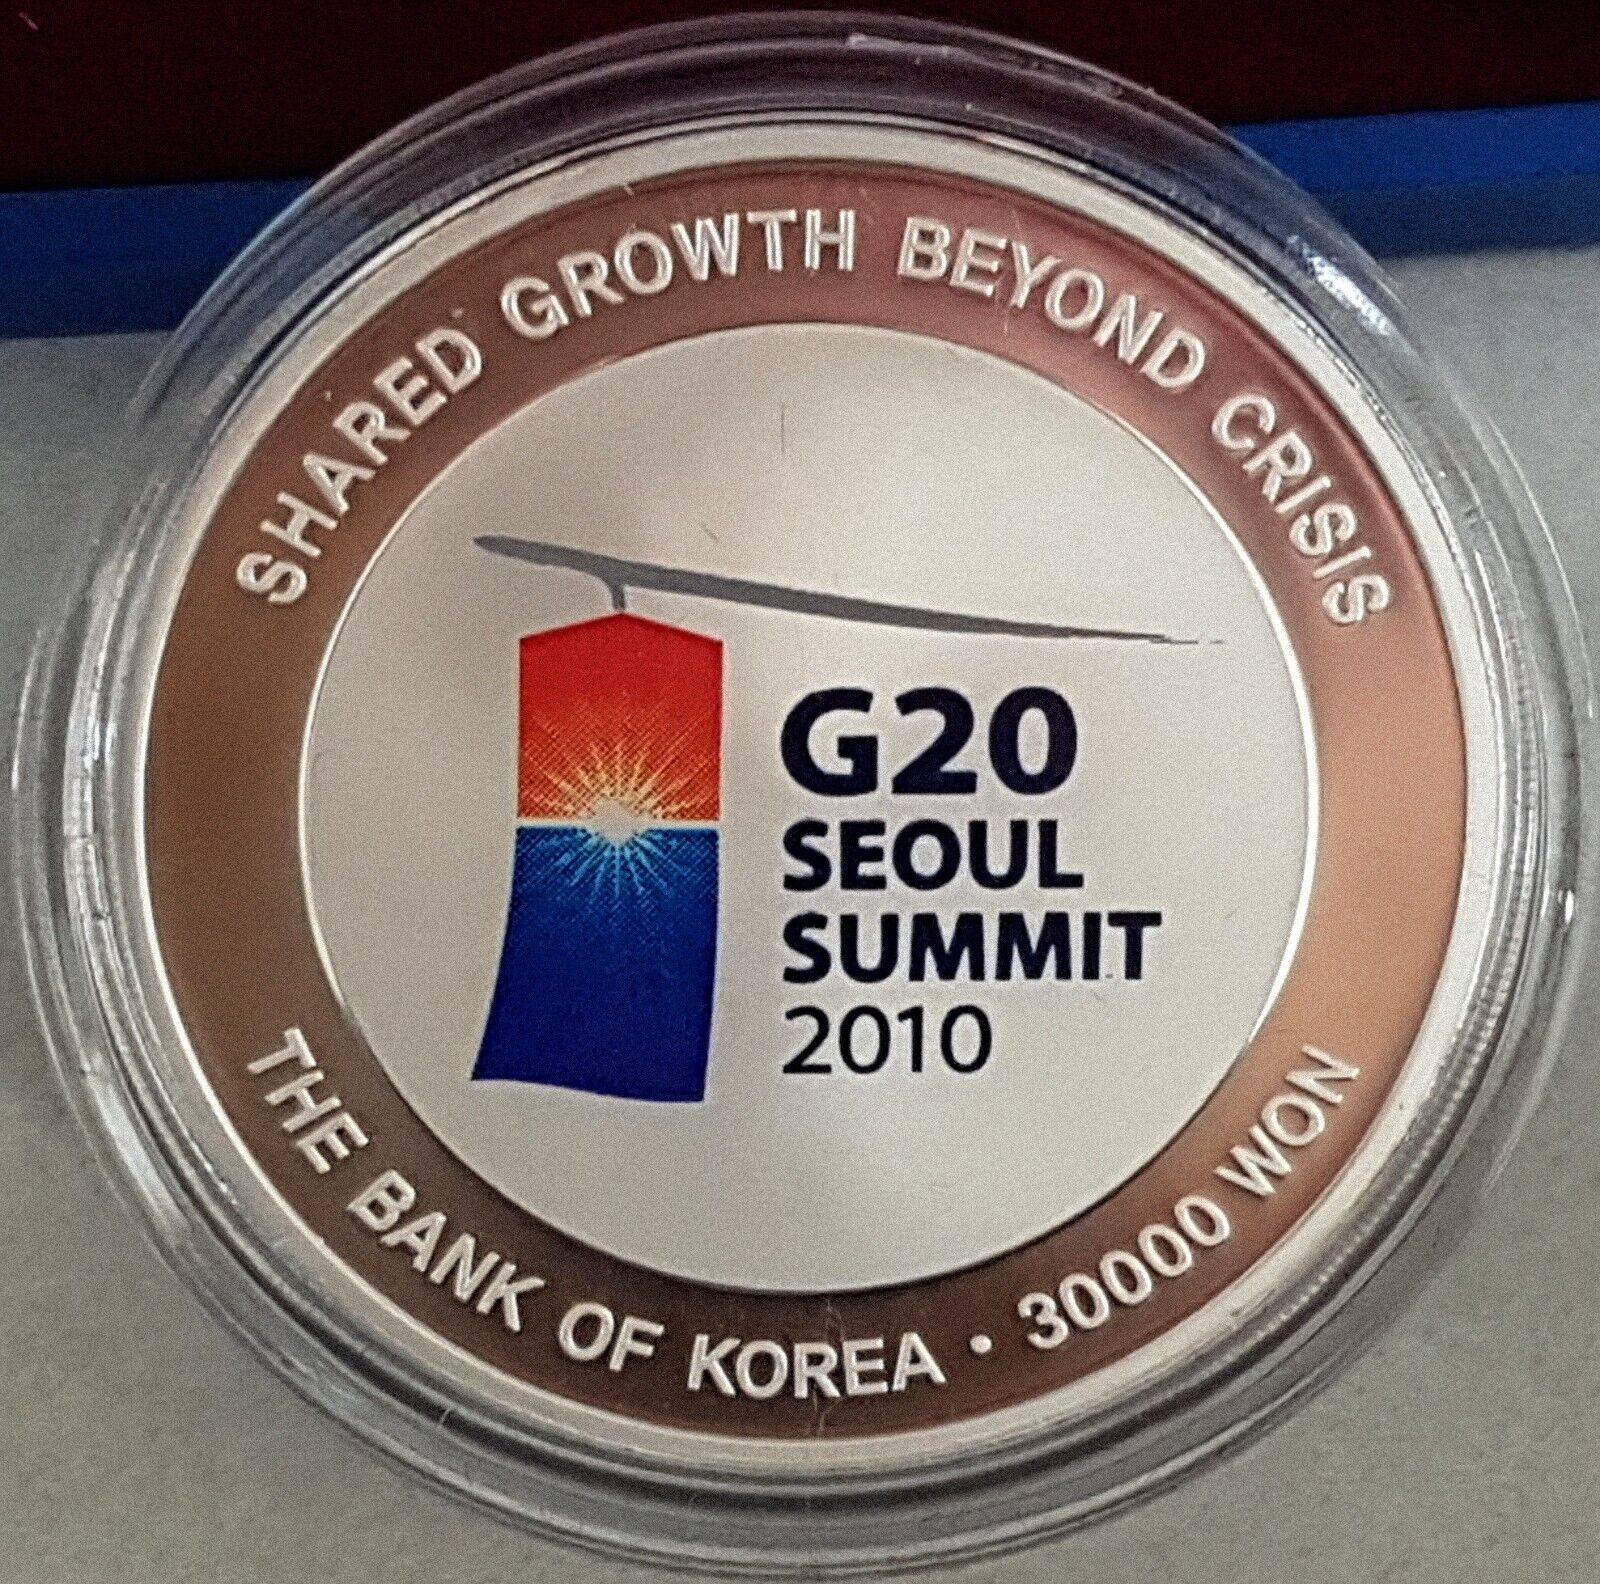 SHARED GROWTH BEYOND CRISIS
G20
SEOUL
SUMMIT
2010
THE BANK OF KOREA · 30000 WON